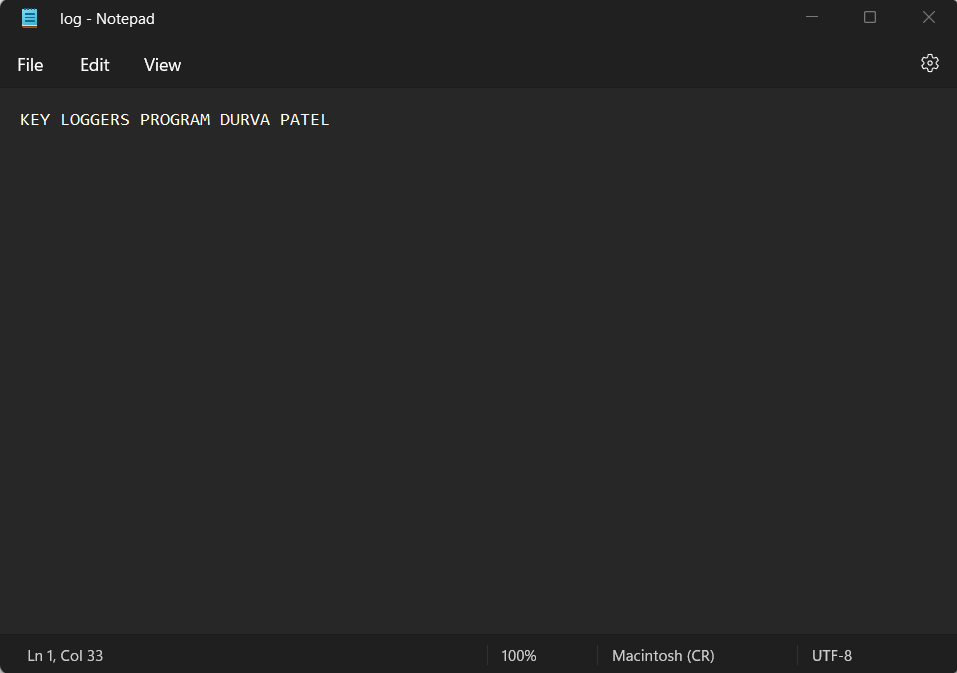 log - Notepad
File Edit View
KEY LOGGERS PROGRAM DURVA PATEL
Ln 1, Col 33 100% Macintosh (CR) UTF-8